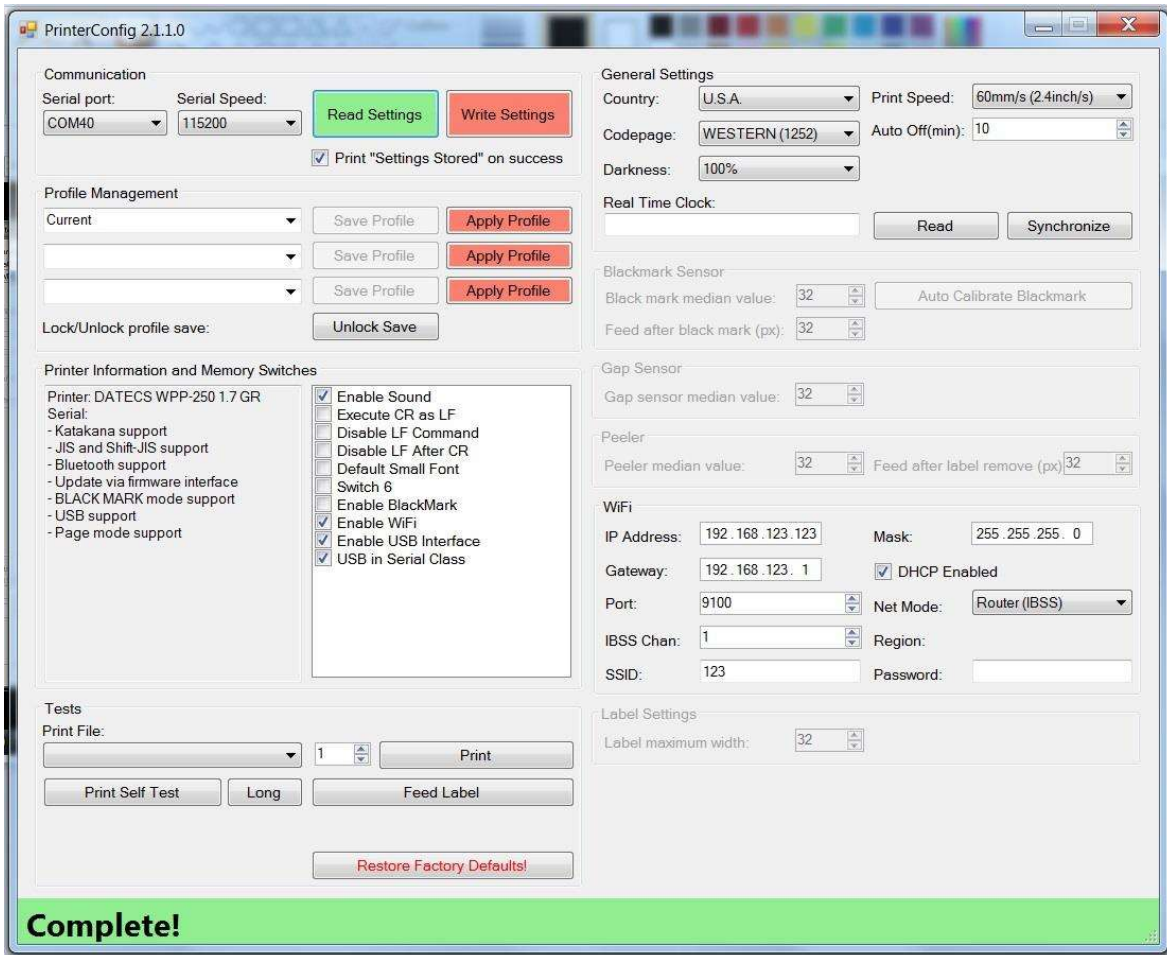 PrinterConfig 2.1.1.0
Communication
Serial port: Serial Speed:
COM40 115200 Read Settings Write Settings
Print "Settings Stored" on success
Profile Management
Current Save Profile Apply Profile
Save Profile Apply Profile
Save Profile Apply Profile
Lock/Unlock profile save: Unlock Save
Printer Information and Memory Switches
Printer: DATECS WPP-250 1.7 GR
Serial:
- Katakana support
- JIS and Shift-JIS support
- Bluetooth support
- Update via firmware interface
- BLACK MARK mode support
- USB support
- Page mode support
Enable Sound
Execute CR as LF
Disable LF Command
Disable LF After CR
Default Small Font
Switch 6
Enable BlackMark
Enable WiFi
Enable USB Interface
USB in Serial Class
Tests
Print File:
1 Print
Print Self Test Long Feed Label
Restore Factory Defaults!
General Settings
Country: U.S.A. Print Speed: 60mm/s (2.4inch/s)
Codepage: WESTERN (1252) Auto Off(min): 10
Darkness: 100%
Real Time Clock:
Read Synchronize
Blackmark Sensor
Black mark median value: 32 Auto Calibrate Blackmark
Feed after black mark (px): 32
Gap Sensor
Gap sensor median value: 32
Peeler
Peeler median value: 32 Feed after label remove (px) 32
WiFi
IP Address: 192 . 168 . 123 . 123 Mask: 255 . 255 . 255 . 0
Gateway: 192 . 168 . 123 . 1 DHCP Enabled
Port: 9100 Net Mode: Router (IBSS)
IBSS Chan: 1 Region:
SSID: 123 Password:
Label Settings
Label maximum width: 32
Complete!